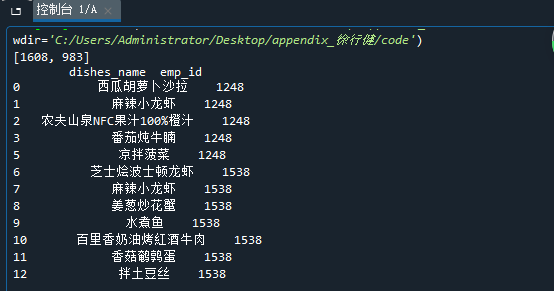 控制台 1/A
wdir='C:/Users/Administrator/Desktop/appendix_徐行健/code')
[1608, 983]
dishes_name emp_id
0 西瓜胡萝卜沙拉 1248
1 麻辣小龙虾 1248
2 农夫山泉NFC果汁100%橙汁 1248
3 番茄炖牛腩 1248
5 凉拌菠菜 1248
6 芝士烩波士顿龙虾 1538
7 麻辣小龙虾 1538
8 姜葱炒花蟹 1538
9 水煮鱼 1538
10 百里香奶油烤红酒牛肉 1538
11 香菇鹌鹑蛋 1538
12 拌土豆丝 1538